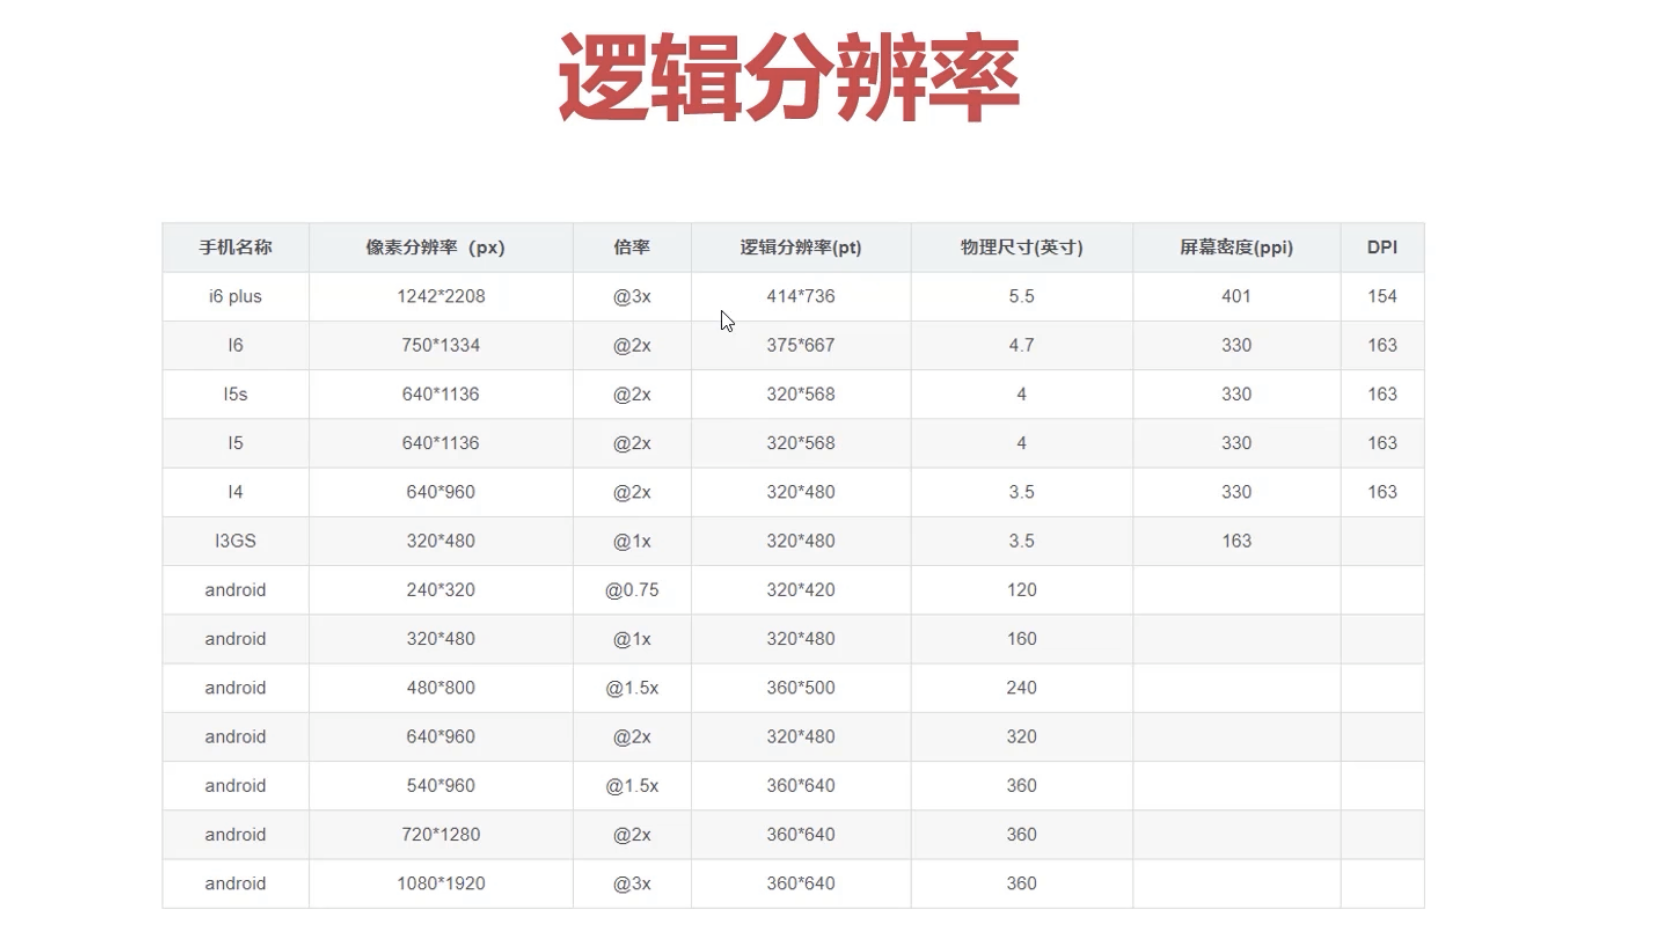 逻辑分辨率
手机名称 像素分辨率（px） 倍率 逻辑分辨率(pt) 物理尺寸(英寸) 屏幕密度(ppi) DPI
i6 plus 1242*2208 @3x 414*736 5.5 401 154
I6 750*1334 @2x 375*667 4.7 330 163
I5s 640*1136 @2x 320*568 4 330 163
I5 640*1136 @2x 320*568 4 330 163
I4 640*960 @2x 320*480 3.5 330 163
I3GS 320*480 @1x 320*480 3.5 163
android 240*320 @0.75 320*420 120
android 320*480 @1x 320*480 160
android 480*800 @1.5x 360*500 240
android 640*960 @2x 320*480 320
android 540*960 @1.5x 360*640 360
android 720*1280 @2x 360*640 360
android 1080*1920 @3x 360*640 360